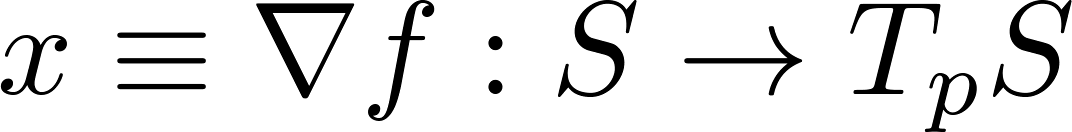 x ≡ ∇f : S → T_pS